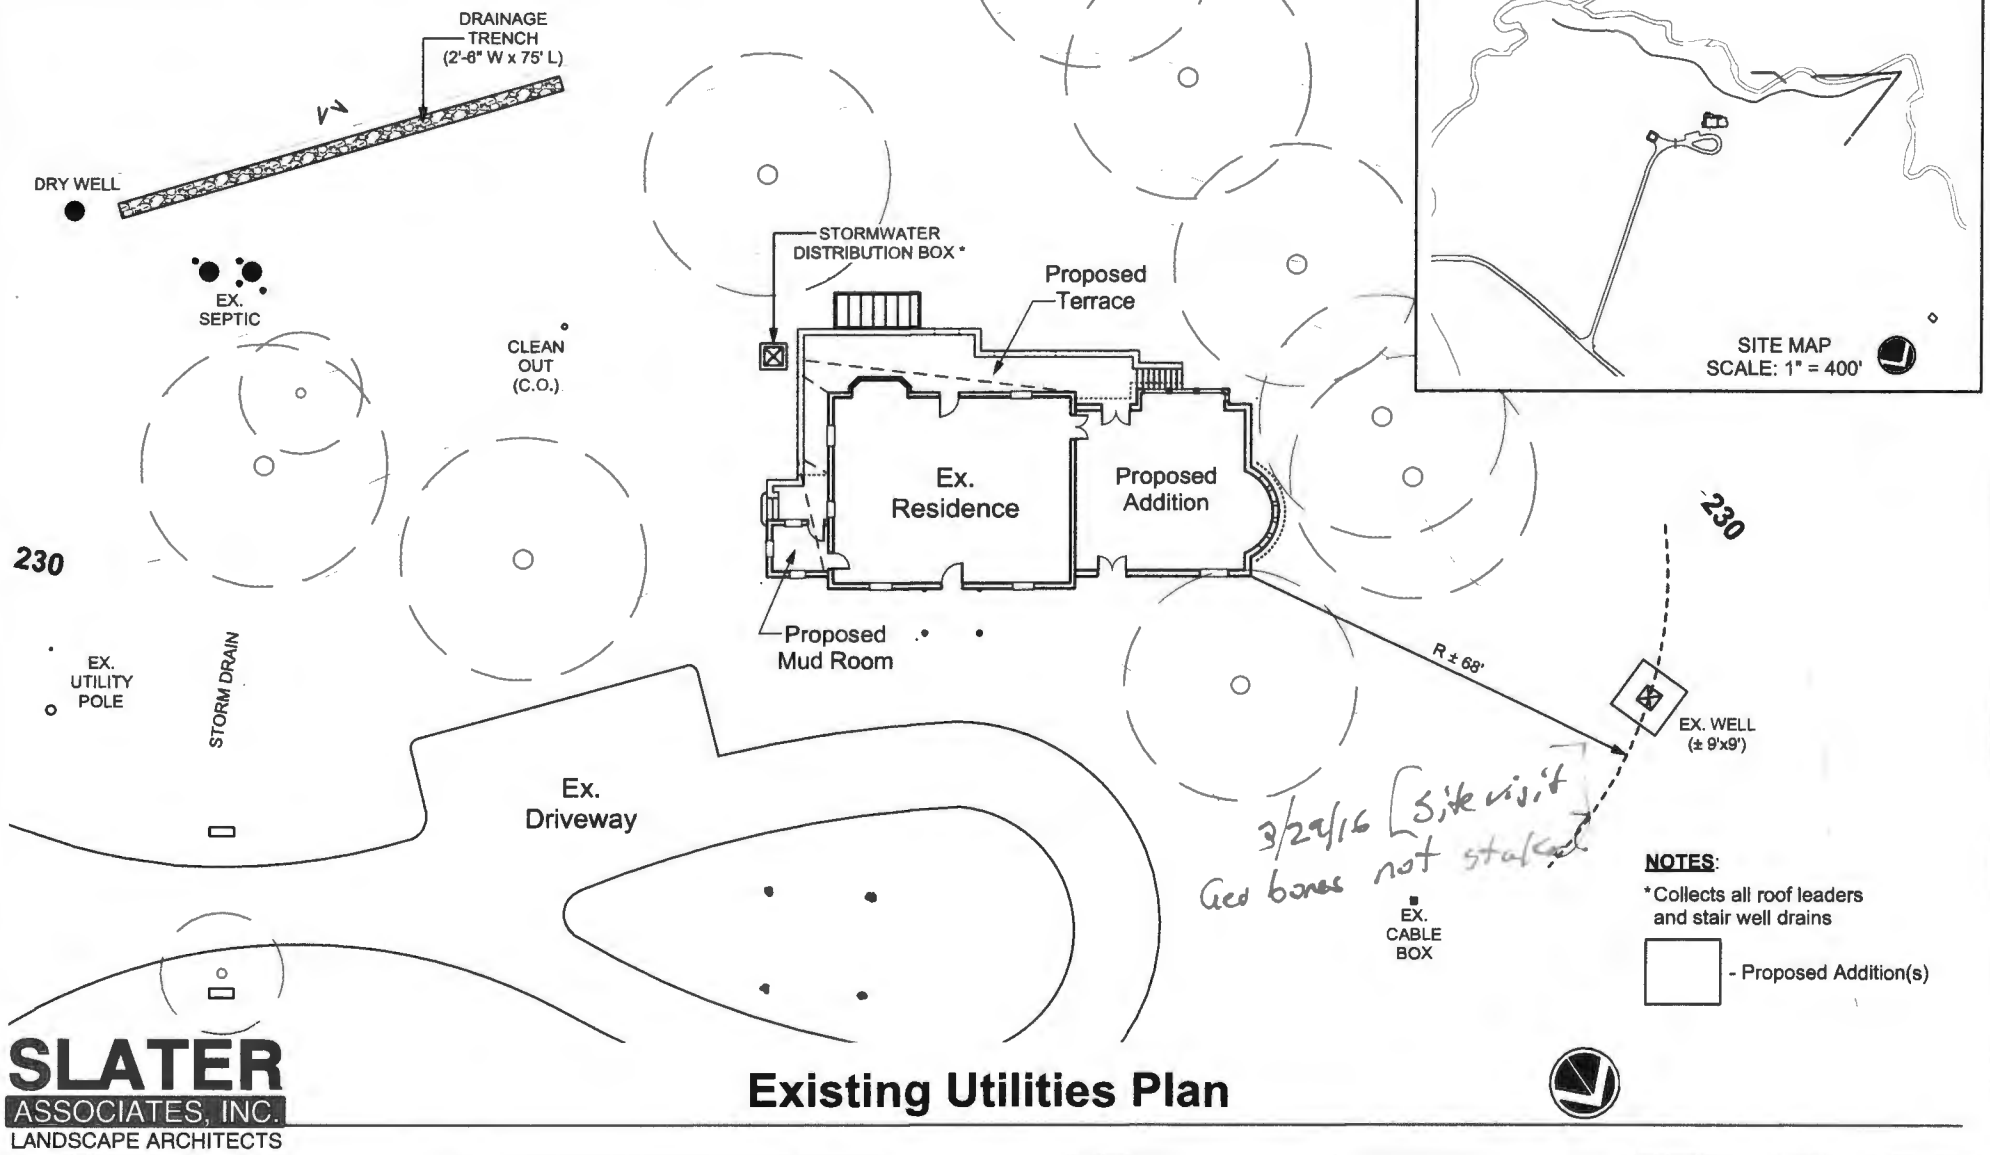 DRAINAGE
TRENCH
(2'-6" W x 75' L)
DRY WELL
EX.
SEPTIC
CLEAN
OUT
(C.O.)
STORMWATER
DISTRIBUTION BOX *
Proposed
Terrace
SITE MAP
SCALE: 1" = 400'
Ex.
Residence
Proposed
Addition
230
230
Proposed
Mud Room
EX.
UTILITY
POLE
STORM DRAIN
R ± 68'
EX. WELL
(± 9'x9')
Ex.
Driveway
3/29/16 [Site visit]
Geo bones not staked
EX.
CABLE
BOX
NOTES:
*Collects all roof leaders
and stair well drains
- Proposed Addition(s)
SLATER
ASSOCIATES, INC.
LANDSCAPE ARCHITECTS
Existing Utilities Plan